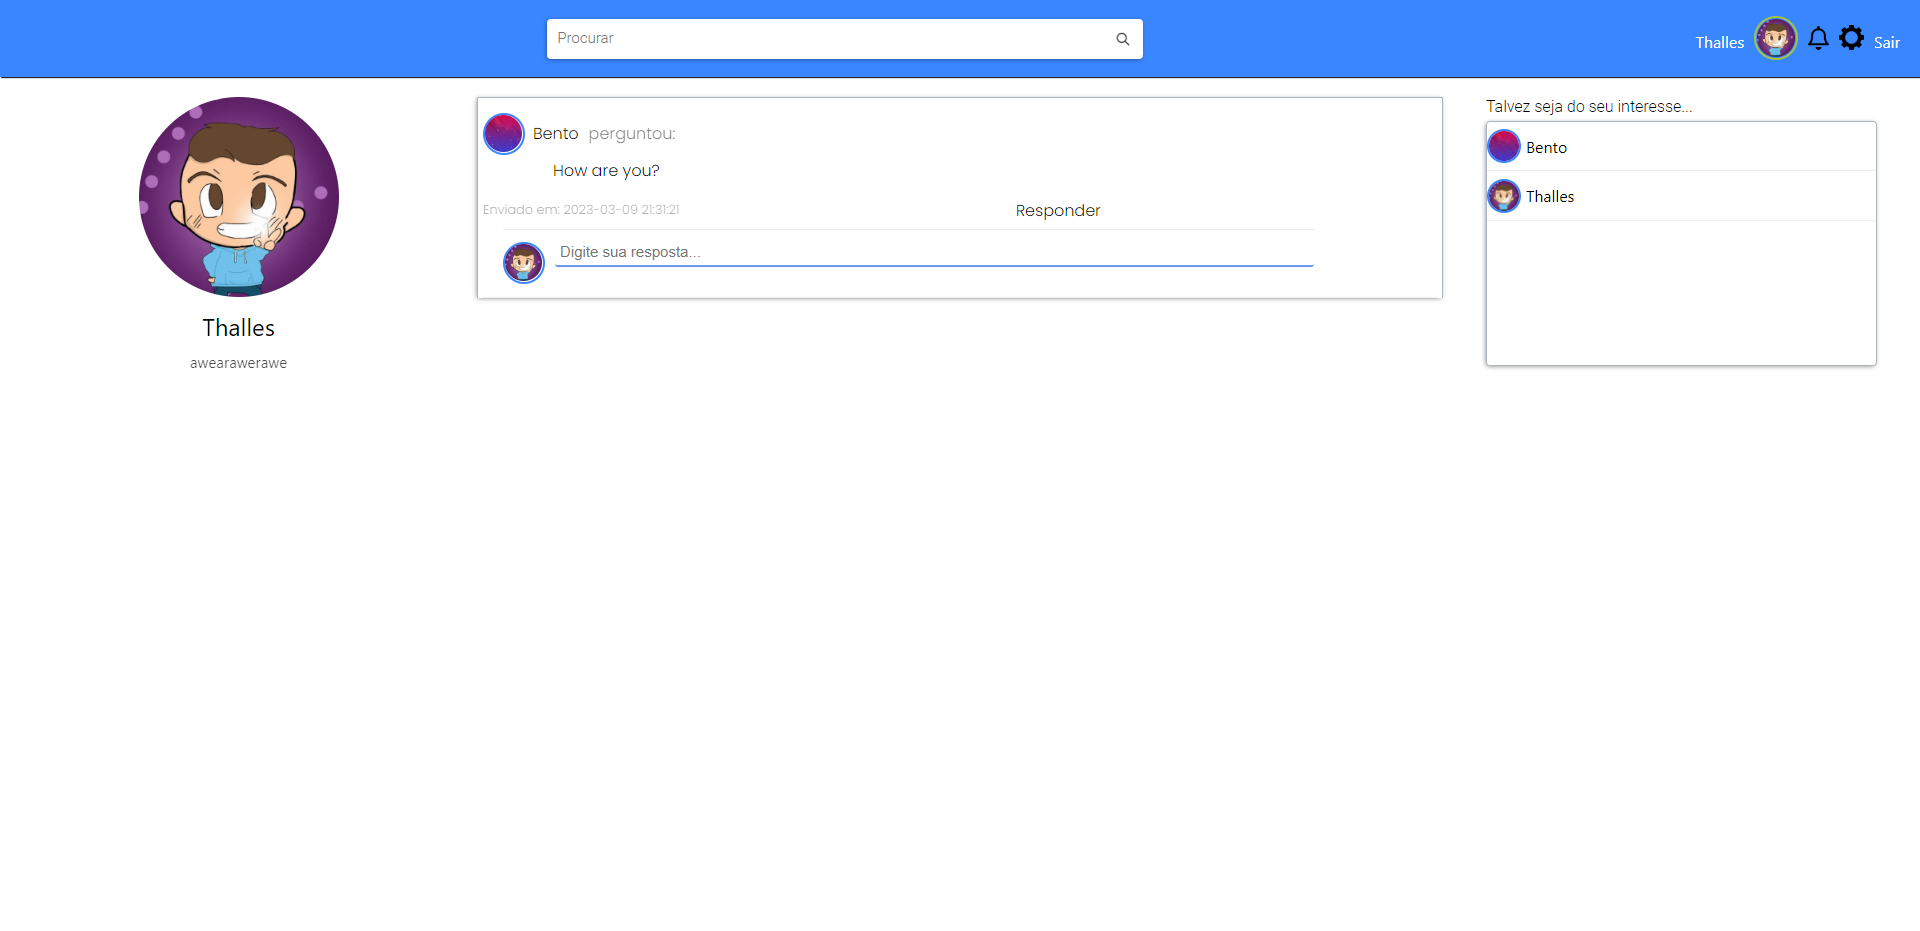 Procurar
Thalles
Sair
Thalles
awearawerawe
Bento perguntou:
How are you?
Enviado em: 2023-03-09 21:31:21
Responder
Digite sua resposta...
Talvez seja do seu interesse...
Bento
Thalles